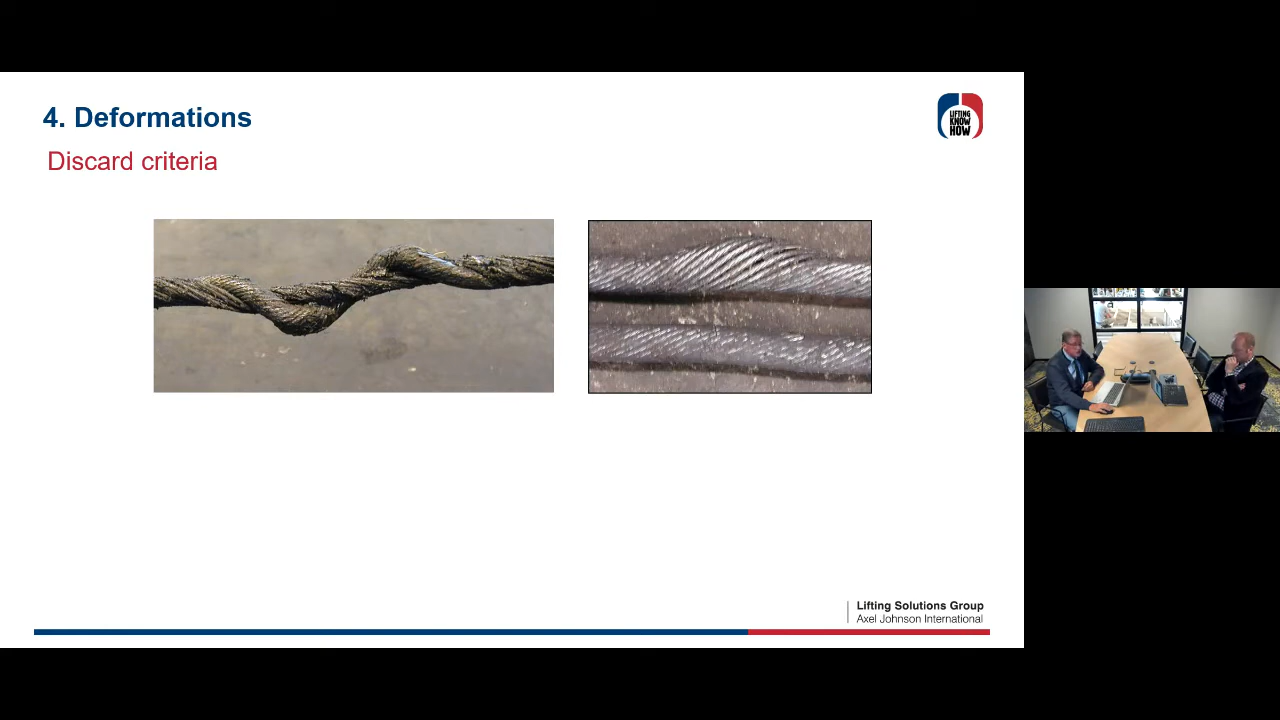 4. Deformations
LIFTING
KNOW
HOW
Discard criteria
Lifting Solutions Group
Axel Johnson International